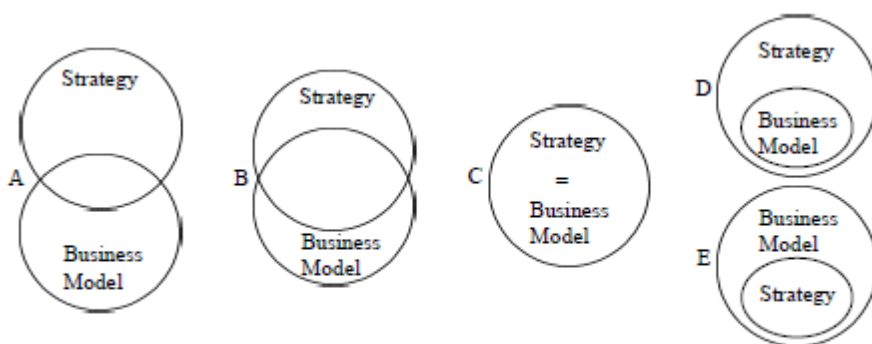 A
Strategy
Business
Model
B
Strategy
Business
Model
C
Strategy
=
Business
Model
D
Strategy
Business
Model
E
Business
Model
Strategy